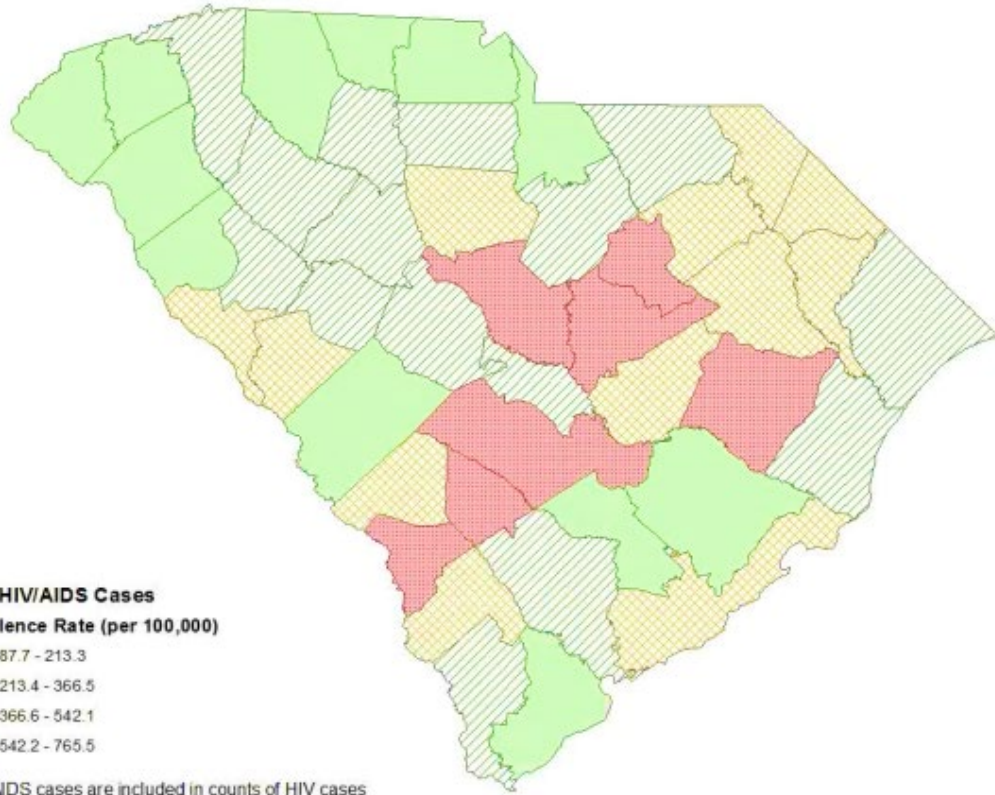 HIV/AIDS Cases
lence Rate (per 100,000)
87.7 - 213.3
213.4 - 366.5
366.6 - 542.1
542.2 - 765.5
IDS cases are included in counts of HIV cases